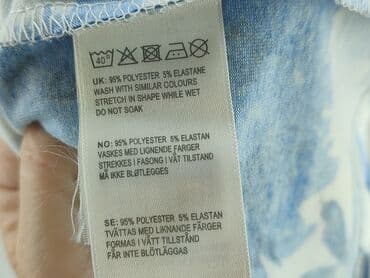 40°
UK: 95% POLYESTER 5% ELASTANE
WASH WITH SIMILAR COLOURS
STRETCH IN SHAPE WHILE WET
DO NOT SOAK
NO: 95% POLYESTER 5% ELASTAN
VASKES MED LIGNENDE FARGER
STREKKES I FASONG I VÅT TILSTAND
MÅ IKKE BLØTLEGGES
SE: 95% POLYESTER 5% ELASTAN
TVÄTTAS MED LIKNANDE FÄRGER
FORMAS I VÅTT TILLSTÅND
FÅR INTE BLÖTLÄGGAS